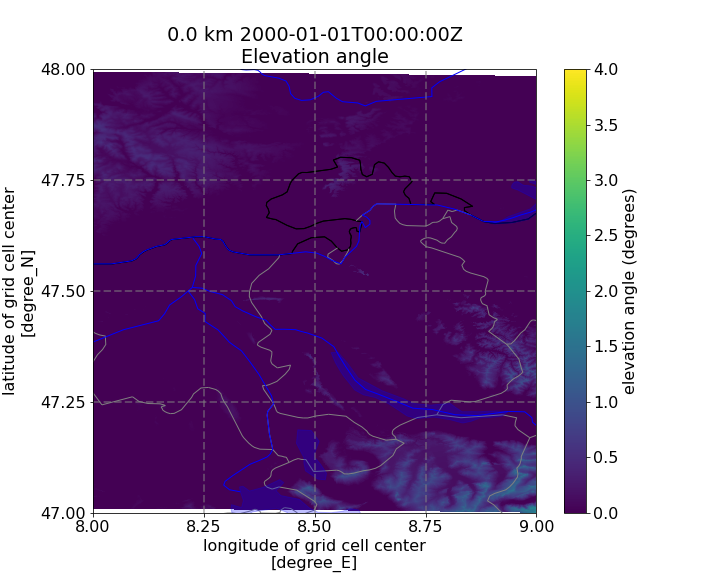 0.0 km 2000-01-01T00:00:00Z
Elevation angle
48.00
47.75
47.50
47.25
47.00
latitude of grid cell center
[degree_N]
8.00
8.25
8.50
8.75
9.00
longitude of grid cell center
[degree_E]
4.0
3.5
3.0
2.5
2.0
1.5
1.0
0.5
0.0
elevation angle (degrees)